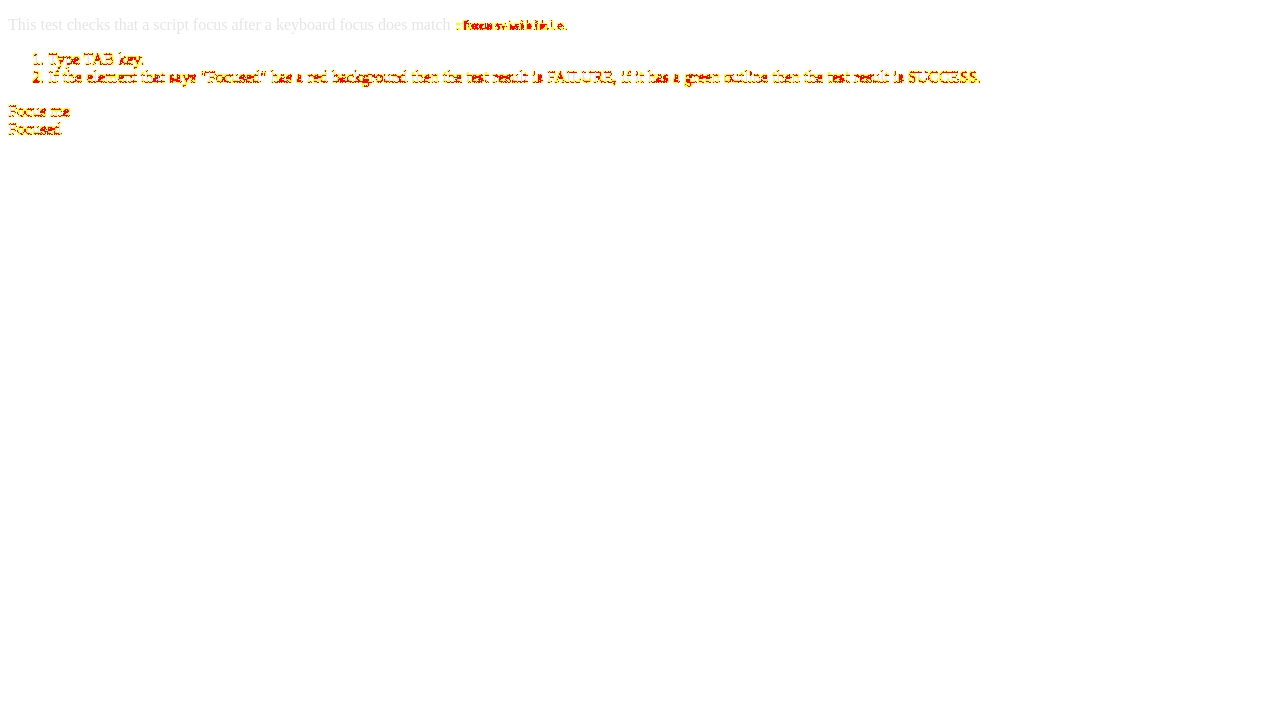 This test checks that a script focus after a keyboard focus does match :focus-visible.
1. Type TAB key.
2. If the element that says "Focused" has a red background then the test result is FAILURE, if it has a green outline then the test result is SUCCESS.
Focus me
Focused